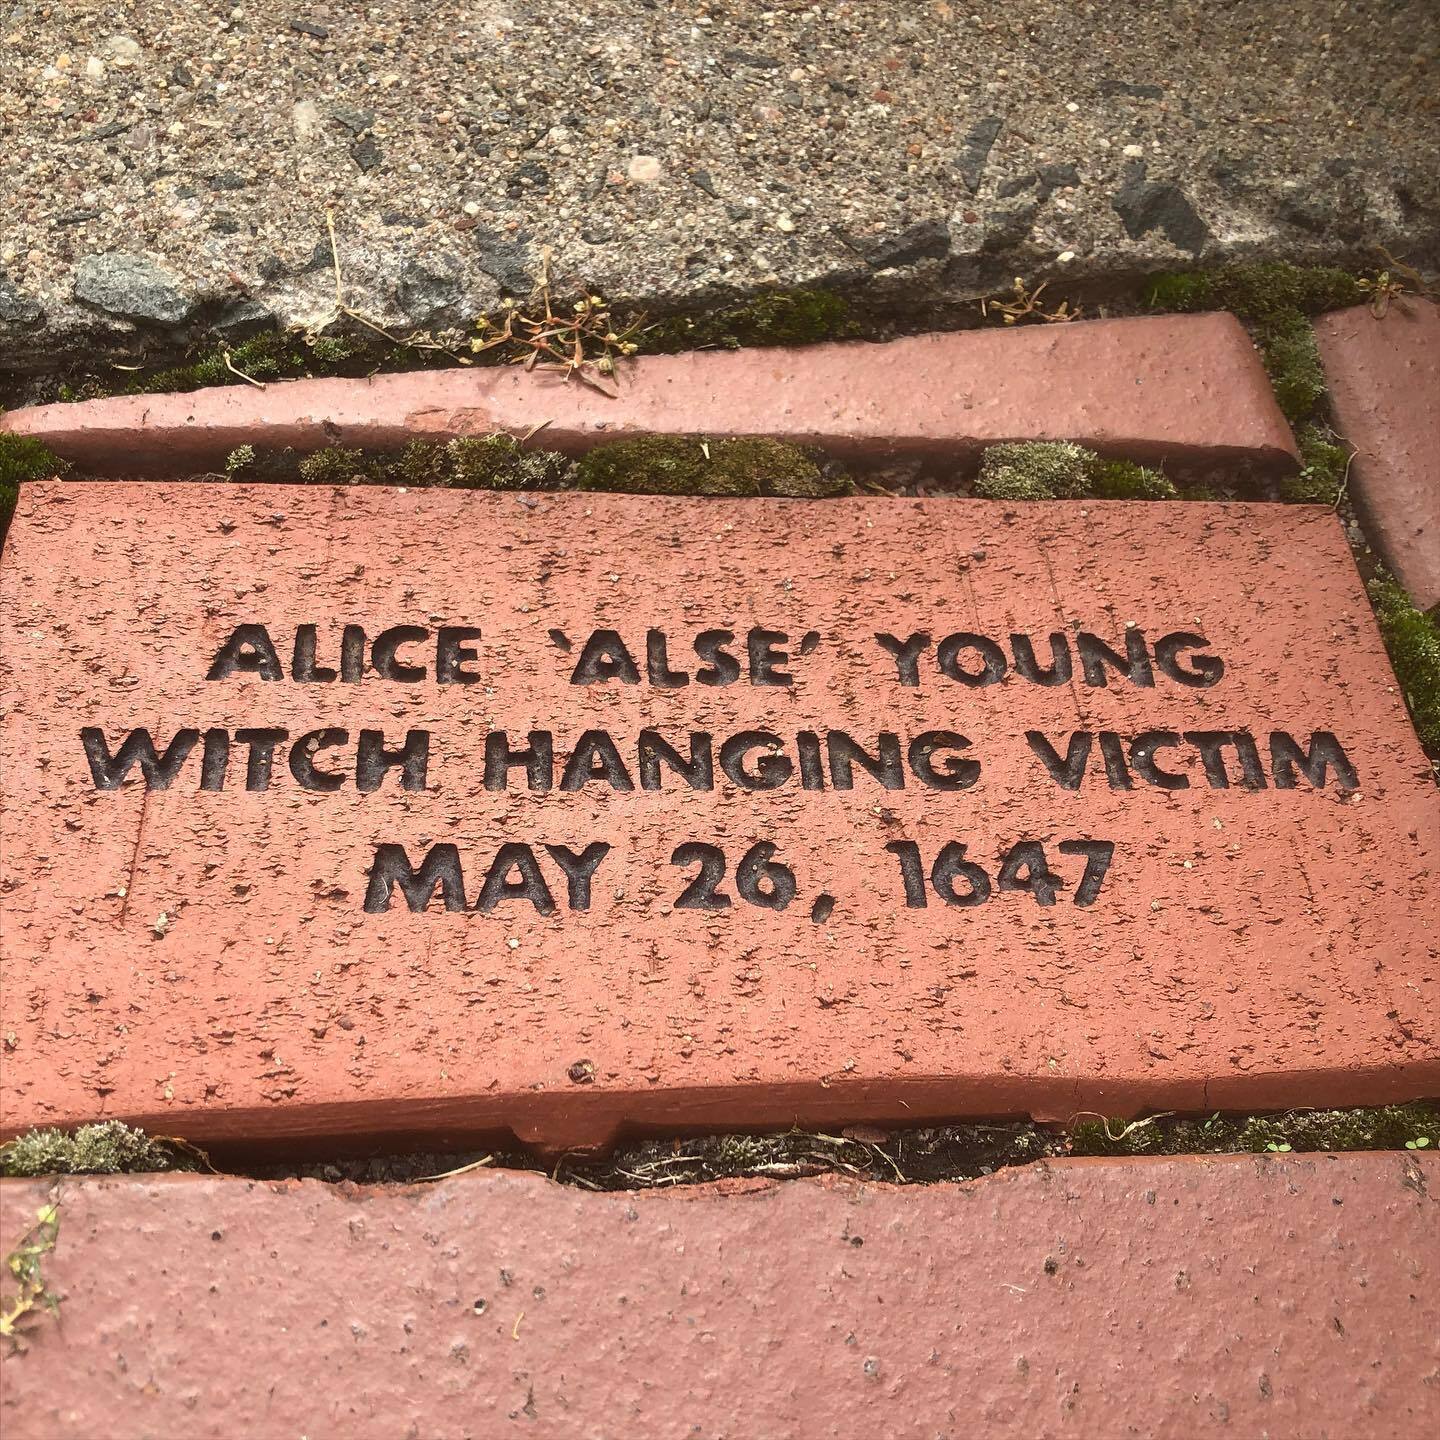 ALICE ‵ALSE′ YOUNG
WITCH HANGING VICTIM
MAY 26, 1647